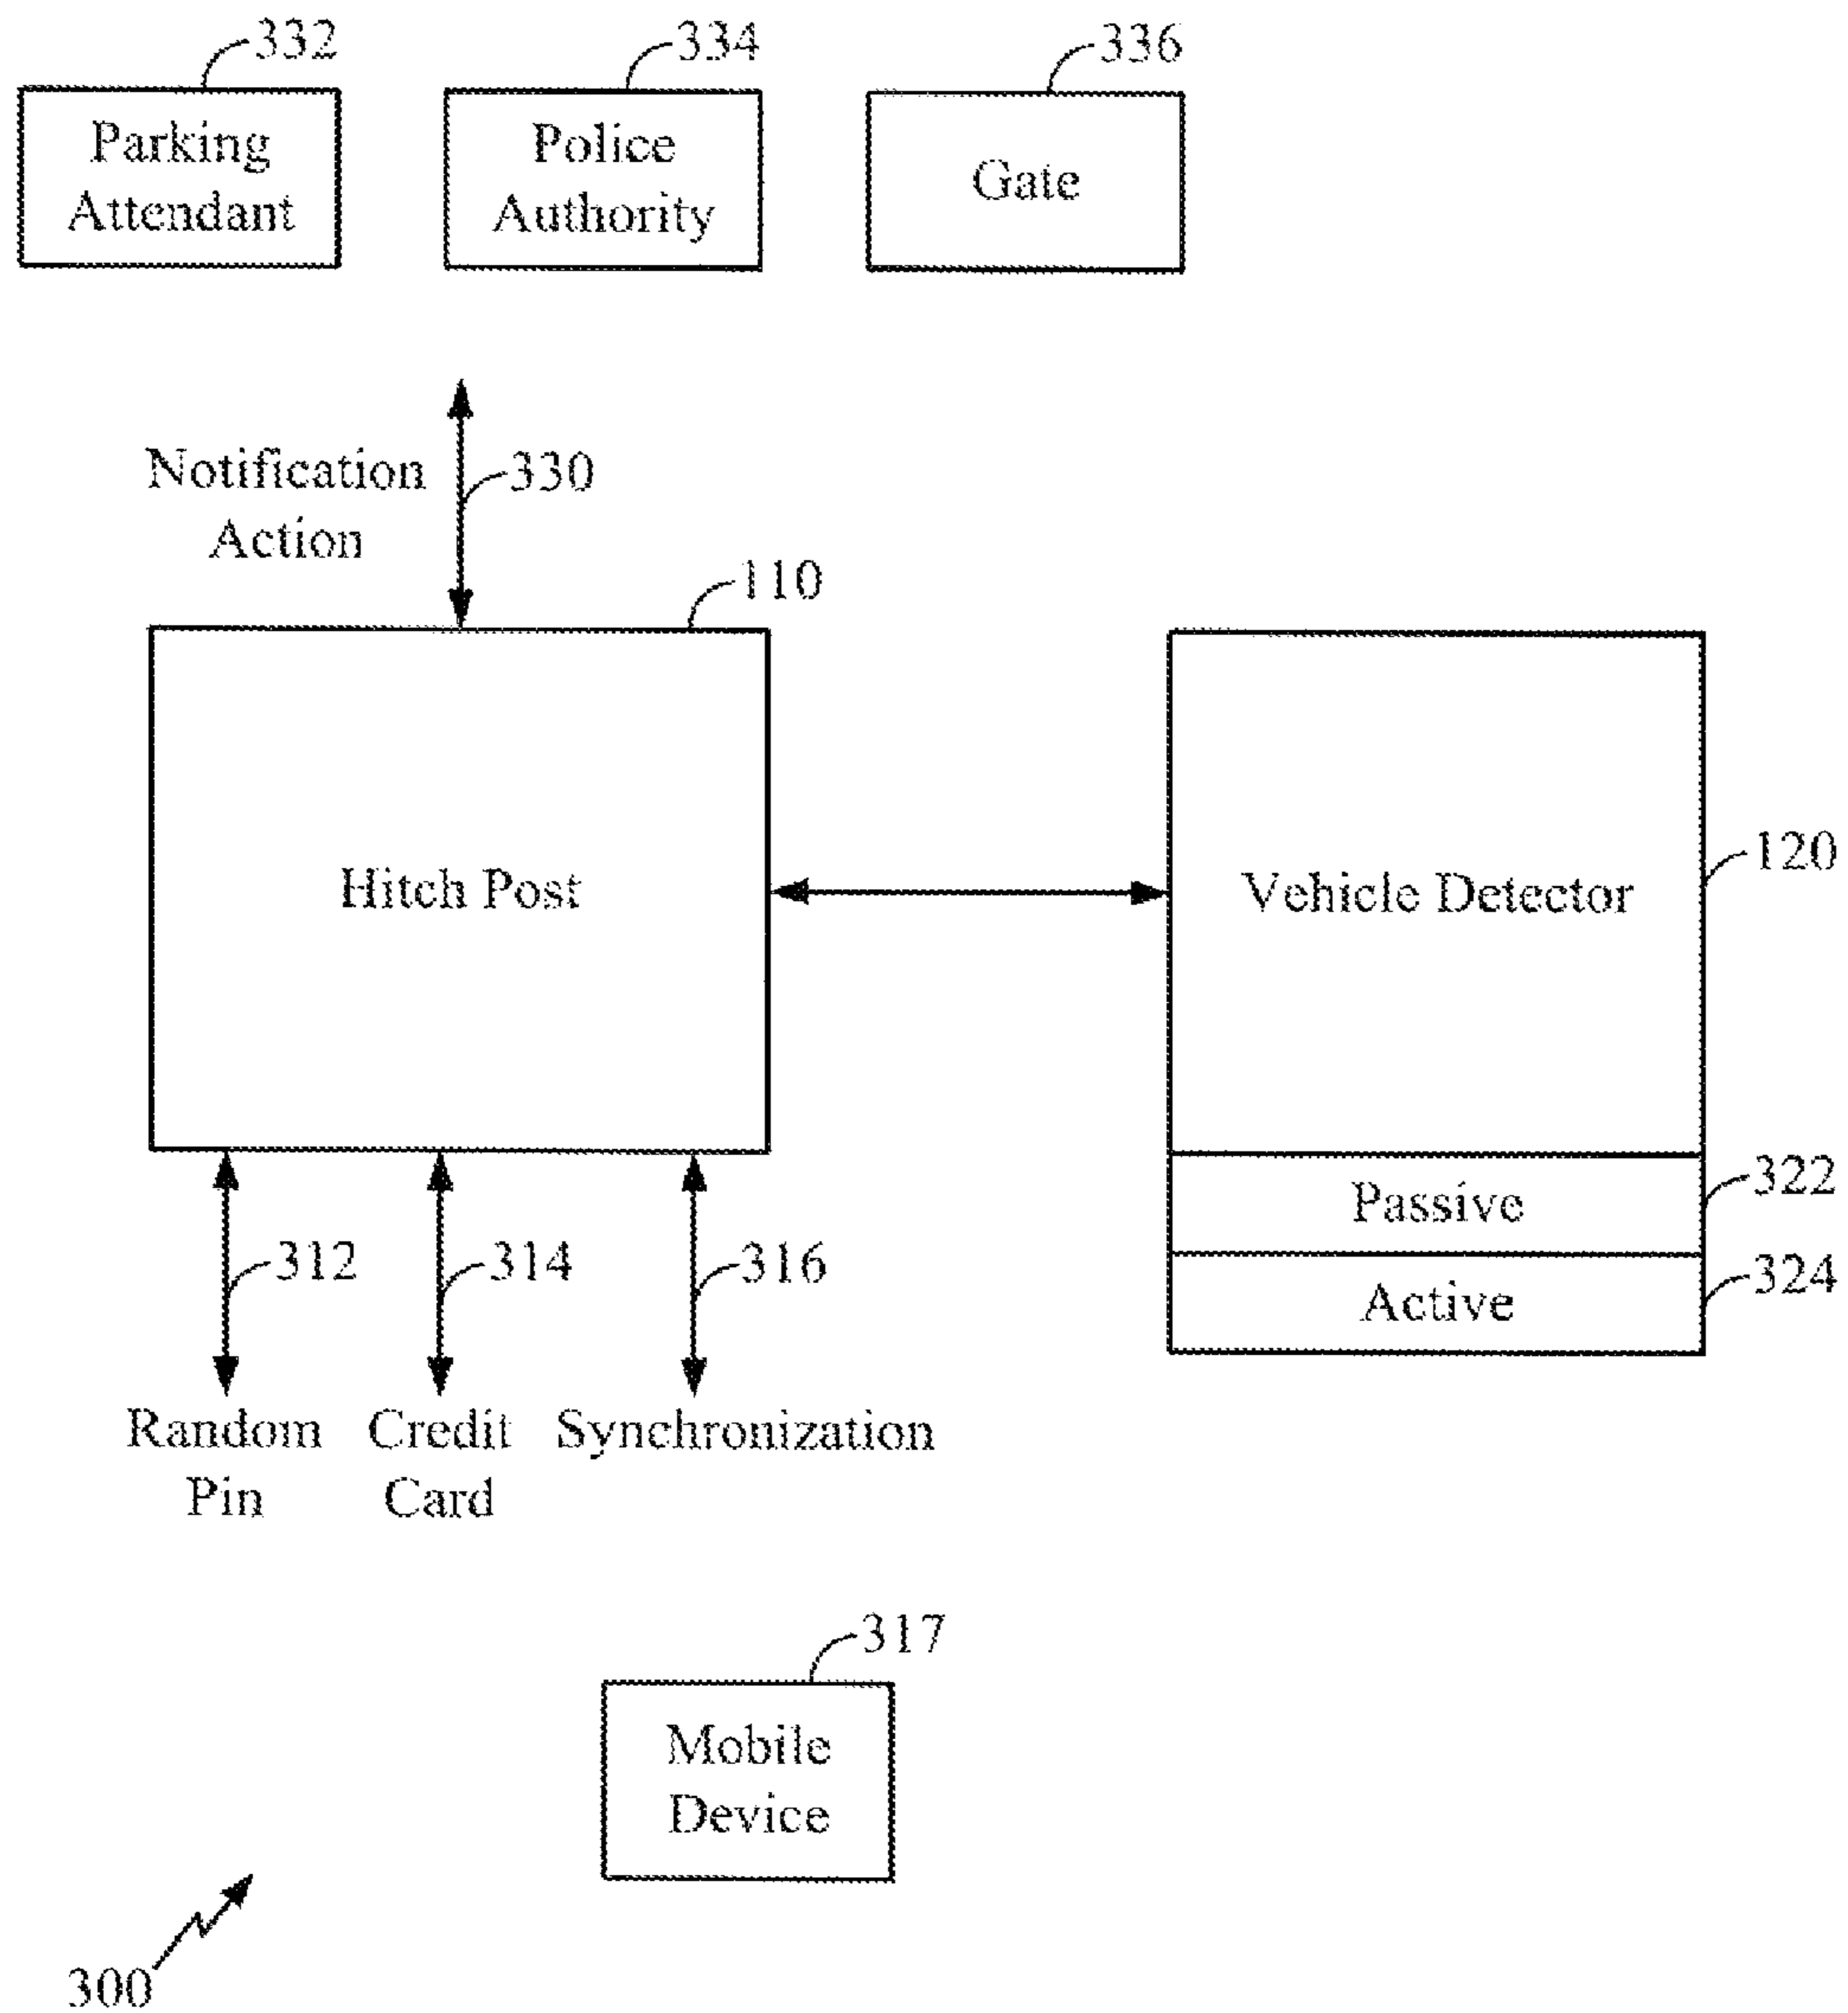 332
334
336
Parking
Attendant
Police
Authority
Gate
Notification
Action
330
110
Hitch Post
Vehicle Detector
120
Passive
322
Active
324
312
314
316
Random
Pin
Credit
Card
Synchronization
317
Mobile
Device
300